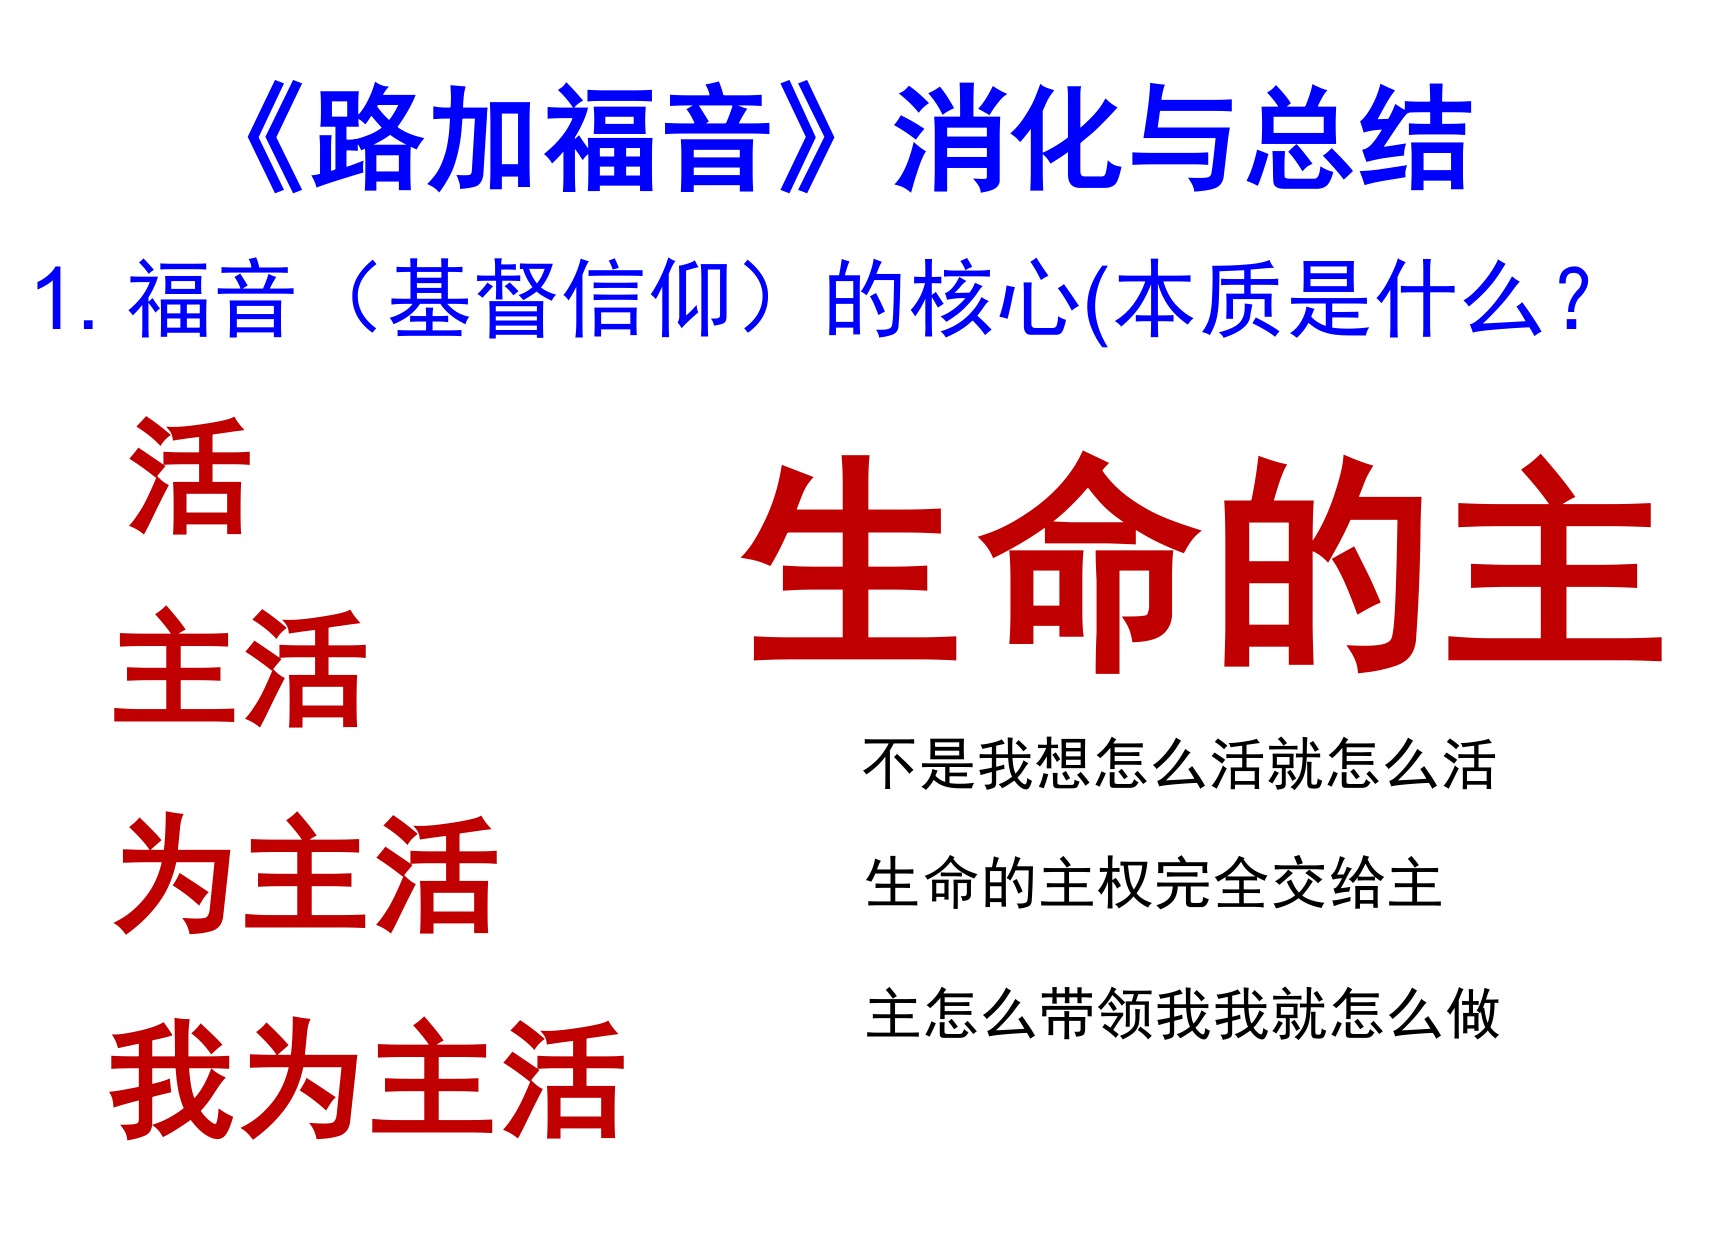 《路加福音》消化与总结
1. 福音（基督信仰）的核心(本质是什么？
活
主活
为主活
我为主活
生命的主
不是我想怎么活就怎么活
生命的主权完全交给主
主怎么带领我我就怎么做